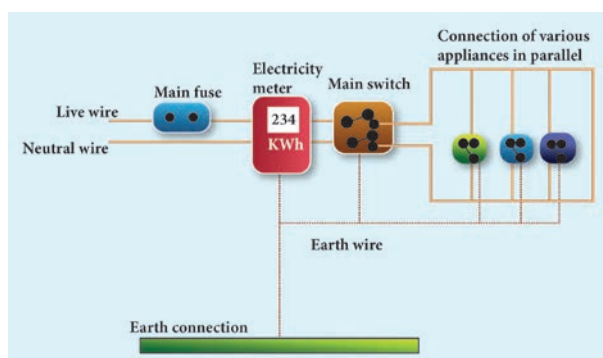 Connection of various
appliances in parallel
Electricity
meter
Main switch
Main fuse
Live wire
234
KWh
Neutral wire
Earth wire
Earth connection